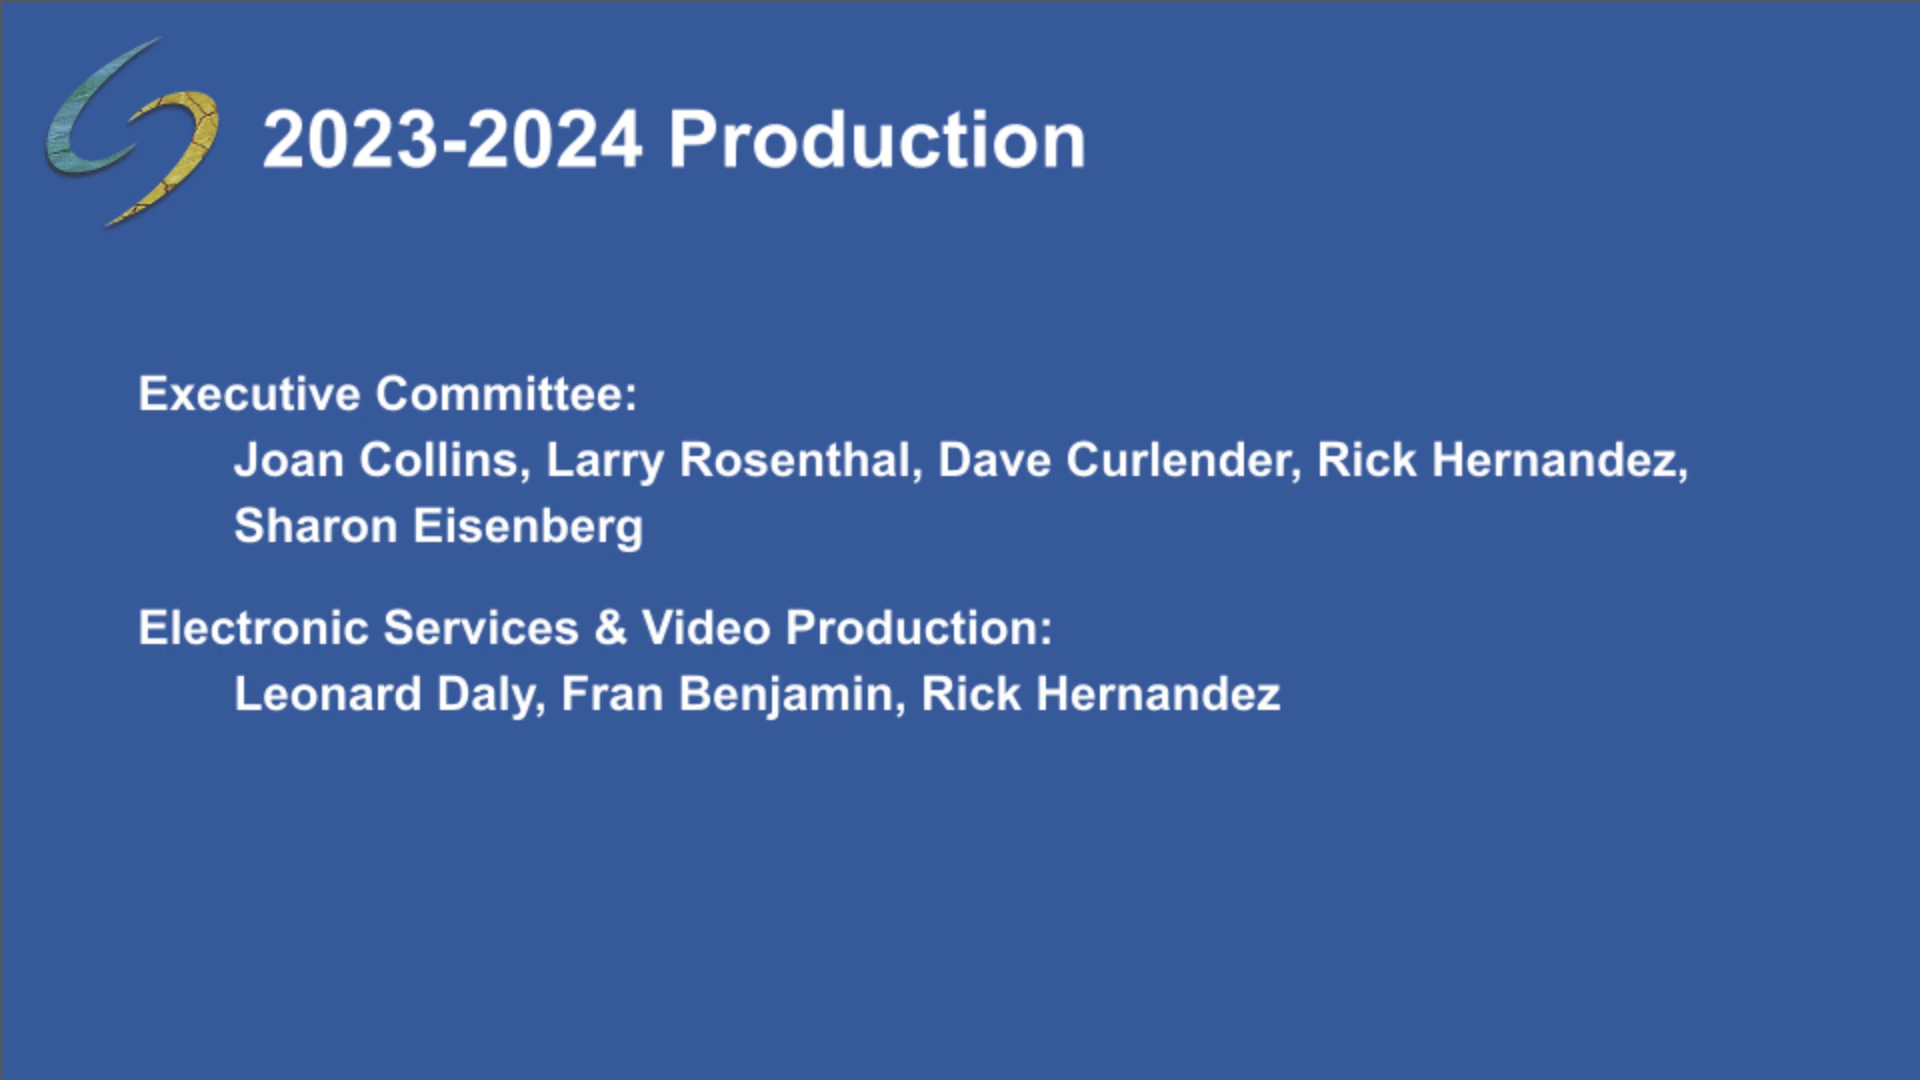 2023-2024 Production
Executive Committee:
Joan Collins, Larry Rosenthal, Dave Curlender, Rick Hernandez,
Sharon Eisenberg
Electronic Services & Video Production:
Leonard Daly, Fran Benjamin, Rick Hernandez